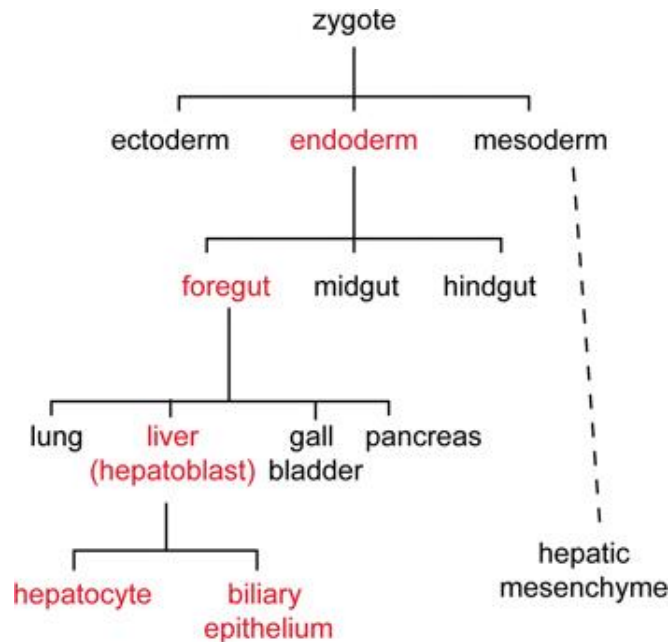 zygote
ectoderm endoderm mesoderm
foregut midgut hindgut
lung liver gall pancreas
(hepatoblast) bladder
hepatic
mesenchyme
hepatocyte biliary
epithelium